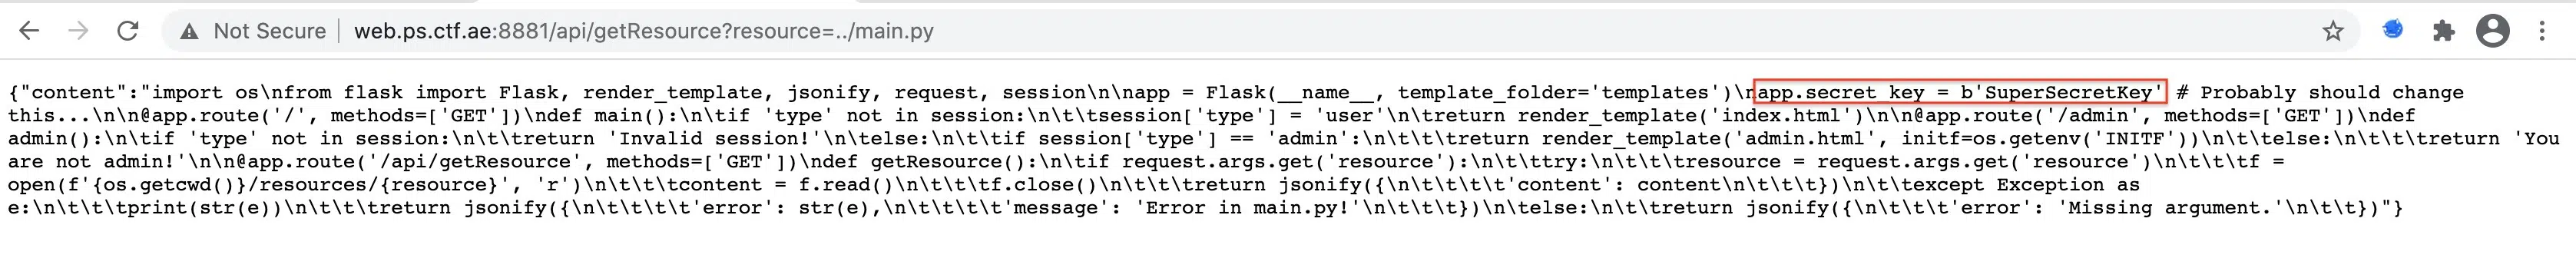 Not Secure | web.ps.ctf.ae:8881/api/getResource?resource=../main.py
{"content":"import os\nfrom flask import Flask, render_template, jsonify, request, session\n\napp = Flask(__name__, template_folder='templates')\napp.secret_key = b'SuperSecretKey' # Probably should change
this...\n\n@app.route('/', methods=['GET'])\ndef main():\n\tif 'type' not in session:\n\t\tsession['type'] = 'user'\n\treturn render_template('index.html')\n\n@app.route('/admin', methods=['GET'])\ndef
admin():\n\tif 'type' not in session:\n\t\treturn 'Invalid session!'\n\telse:\n\t\tif session['type'] == 'admin':\n\t\t\treturn render_template('admin.html', initf=os.getenv('INITF'))\n\t\telse:\n\t\t\treturn 'You
are not admin!'\n\n@app.route('/api/getResource', methods=['GET'])\ndef getResource():\n\tif request.args.get('resource'):\n\t\ttry:\n\t\t\tresource = request.args.get('resource')\n\t\t\tf =
open(f'{os.getcwd()}/resources/{resource}', 'r')\n\t\t\tcontent = f.read()\n\t\t\tf.close()\n\t\t\treturn jsonify({\n\t\t\t\t'content': content\n\t\t\t})\n\t\texcept Exception as
e:\n\t\t\tprint(str(e))\n\t\t\treturn jsonify({\n\t\t\t\t'error': str(e),\n\t\t\t\t'message': 'Error in main.py!'\n\t\t\t})\n\telse:\n\t\treturn jsonify({\n\t\t\t'error': 'Missing argument.'\n\t\t})"}